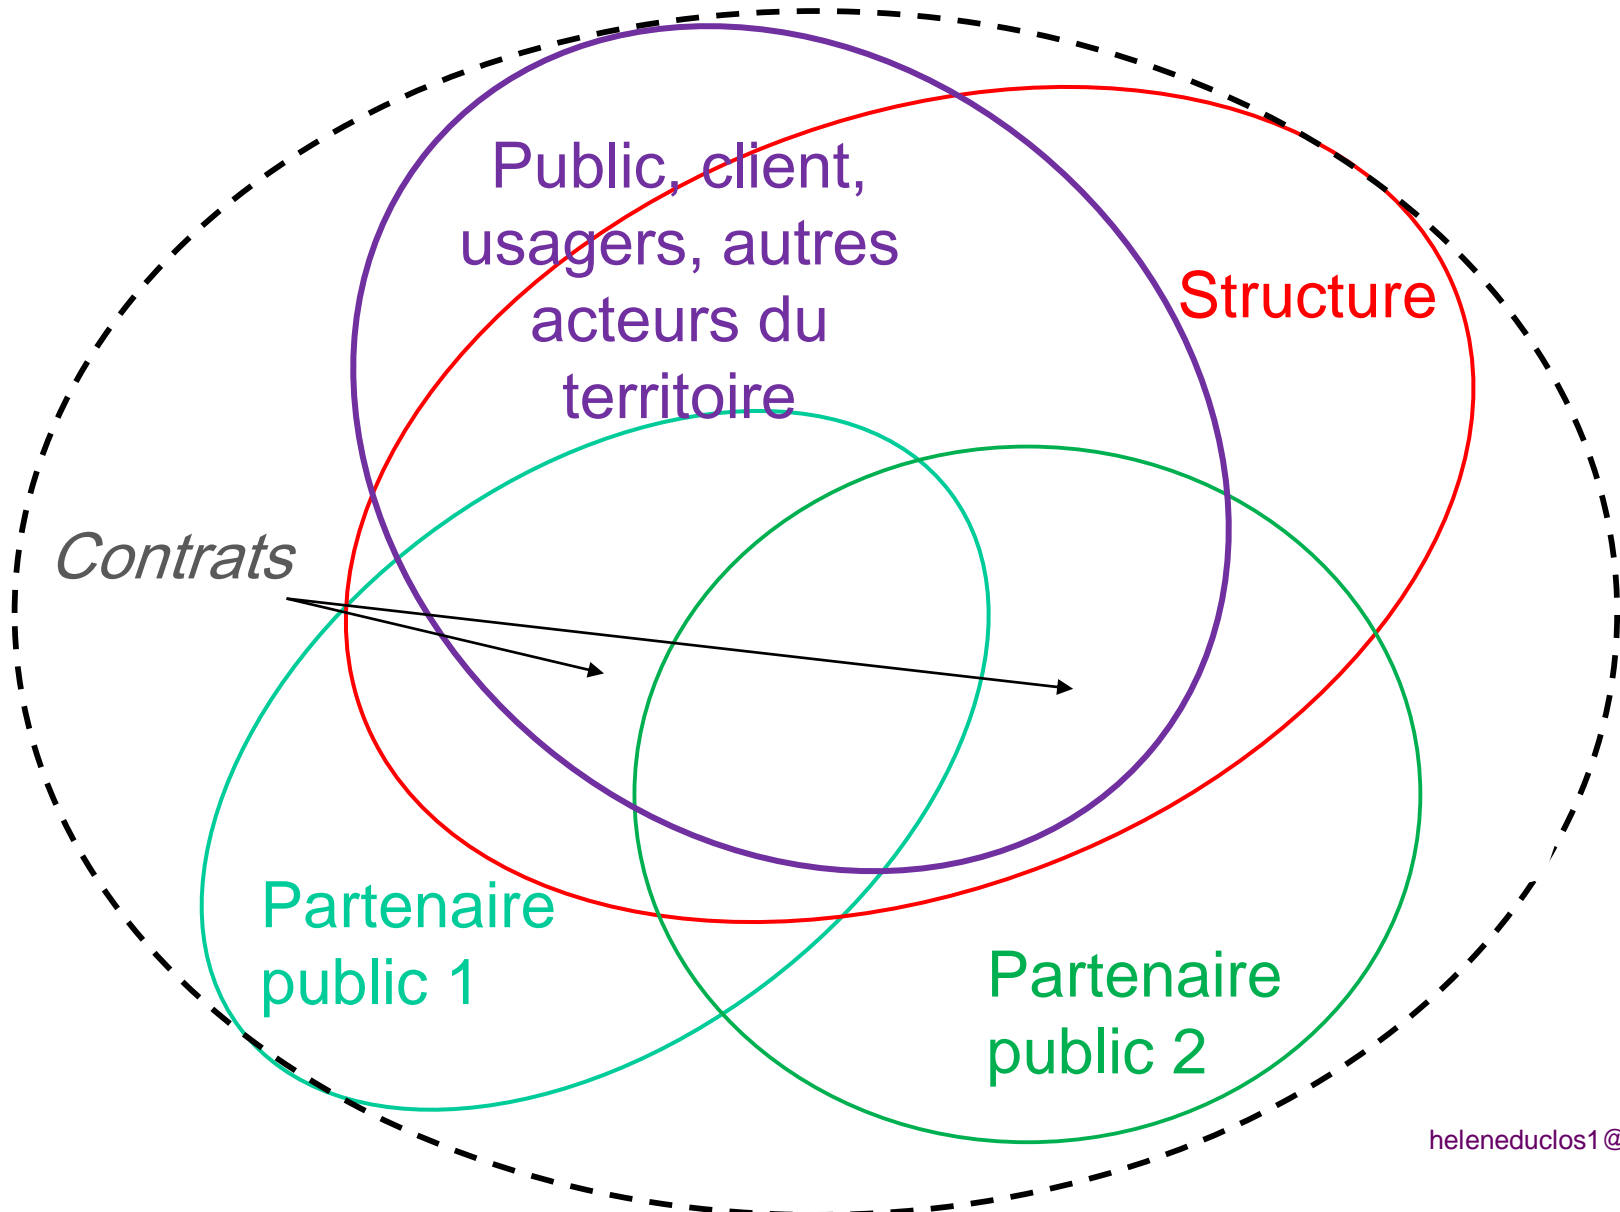 Public, client,
usagers, autres
acteurs du
territoire
Structure
Contrats
Partenaire
public 1
Partenaire
public 2
heleneduclos1@